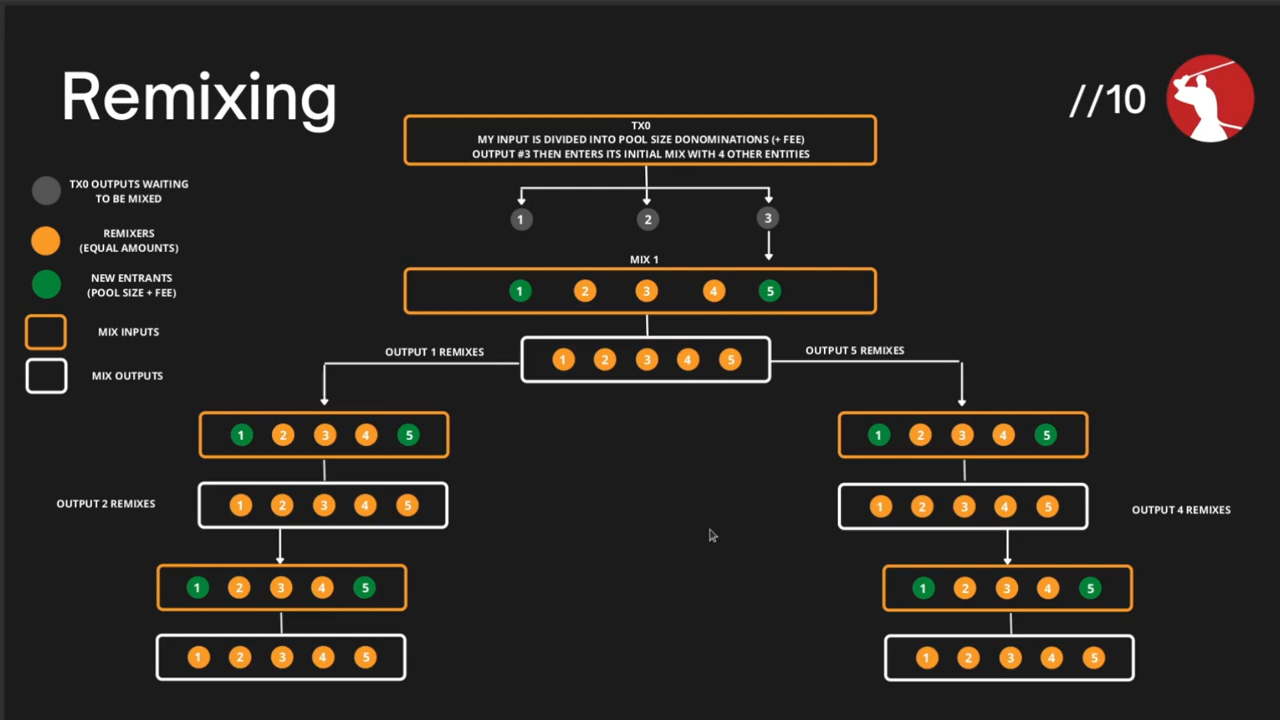 Remixing
//10
TX0
MY INPUT IS DIVIDED INTO POOL SIZE DONOMINATIONS (+ FEE)
OUTPUT #3 THEN ENTERS ITS INITIAL MIX WITH 4 OTHER ENTITIES
TX0 OUTPUTS WAITING
TO BE MIXED
REMIXERS
(EQUAL AMOUNTS)
NEW ENTRANTS
(POOL SIZE + FEE)
MIX INPUTS
MIX OUTPUTS
1 2 3
MIX 1
1 2 3 4 5
OUTPUT 1 REMIXES
1 2 3 4 5
OUTPUT 5 REMIXES
1 2 3 4 5
1 2 3 4 5
OUTPUT 2 REMIXES
1 2 3 4 5
1 2 3 4 5
OUTPUT 4 REMIXES
1 2 3 4 5
1 2 3 4 5
1 2 3 4 5
1 2 3 4 5